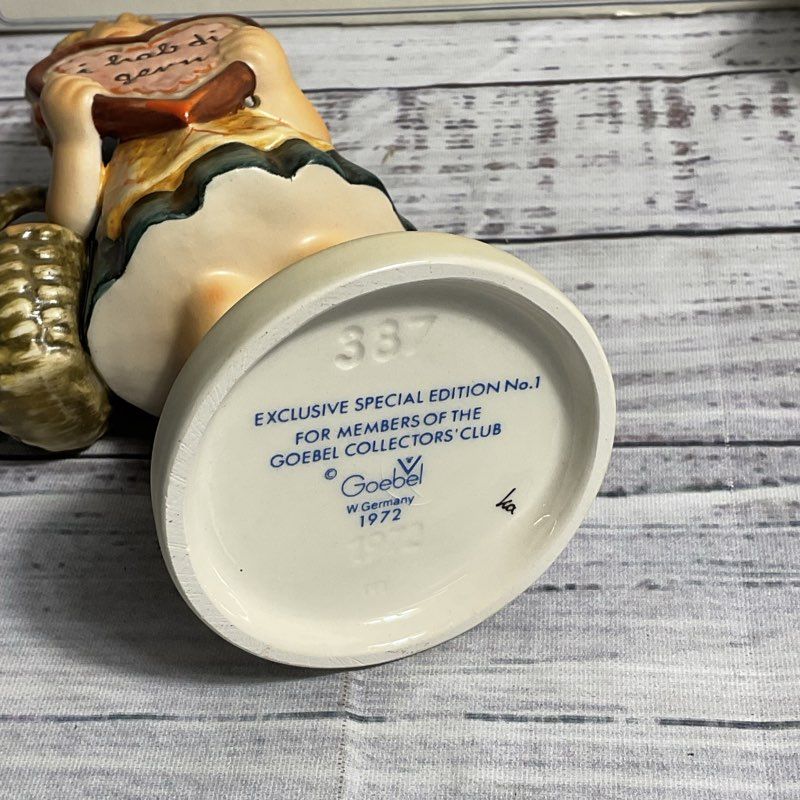 i hab di
gern
387
EXCLUSIVE SPECIAL EDITION No.1
FOR MEMBERS OF THE
GOEBEL COLLECTORS' CLUB
© Goebel
W Germany
1972
ka